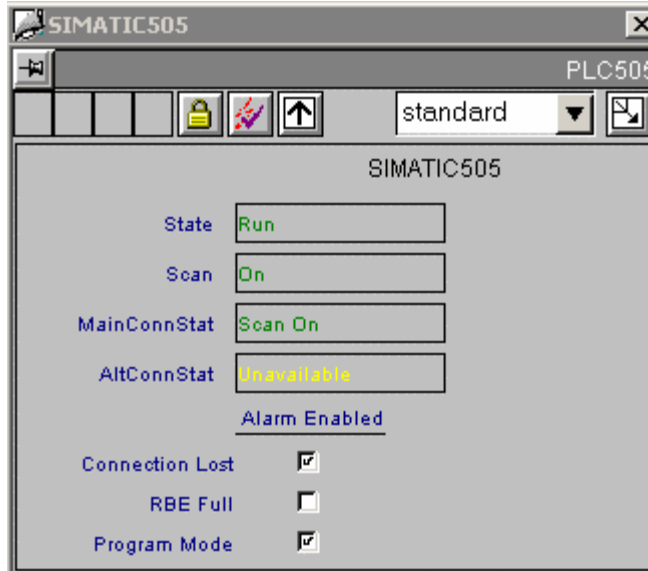 SIMATIC505
PLC505
standard
SIMATIC505
State Run
Scan On
MainConnStat Scan On
AltConnStat Unavailable
Alarm Enabled
Connection Lost
RBE Full
Program Mode